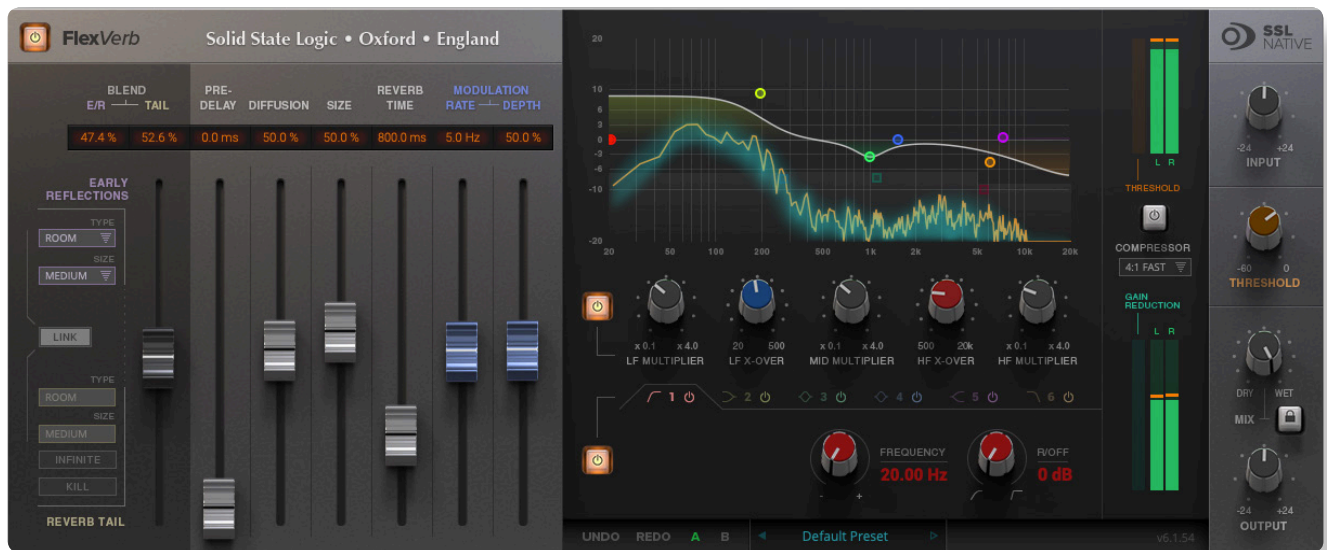 FlexVerb
Solid State Logic • Oxford • England
BLEND
E/R TAIL
PRE-
DELAY
DIFFUSION
SIZE
REVERB
TIME
MODULATION
RATE DEPTH
47.4 % 52.6 % 0.0 ms 50.0 % 50.0 % 800.0 ms 5.0 Hz 50.0 %
EARLY
REFLECTIONS
TYPE
ROOM
SIZE
MEDIUM
LINK
TYPE
ROOM
SIZE
MEDIUM
INFINITE
KILL
REVERB TAIL
20
10
6
3
0
-3
-6
-10
-20
20 50 100 200 500 1k 2k 5k 10k 20k
x 0.1 x 4.0
LF MULTIPLIER
20 500
LF X-OVER
x 0.1 x 4.0
MID MULTIPLIER
500 20k
HF X-OVER
x 0.1 x 4.0
HF MULTIPLIER
1 2 3 4 5 6
FREQUENCY
20.00 Hz
- +
R/OFF
0 dB
UNDO REDO A B Default Preset v6.1.54
L R
THRESHOLD
COMPRESSOR
4:1 FAST
GAIN
REDUCTION
L R
SSL
NATIVE
-24 +24
INPUT
-60 0
THRESHOLD
DRY WET
MIX
-24 +24
OUTPUT